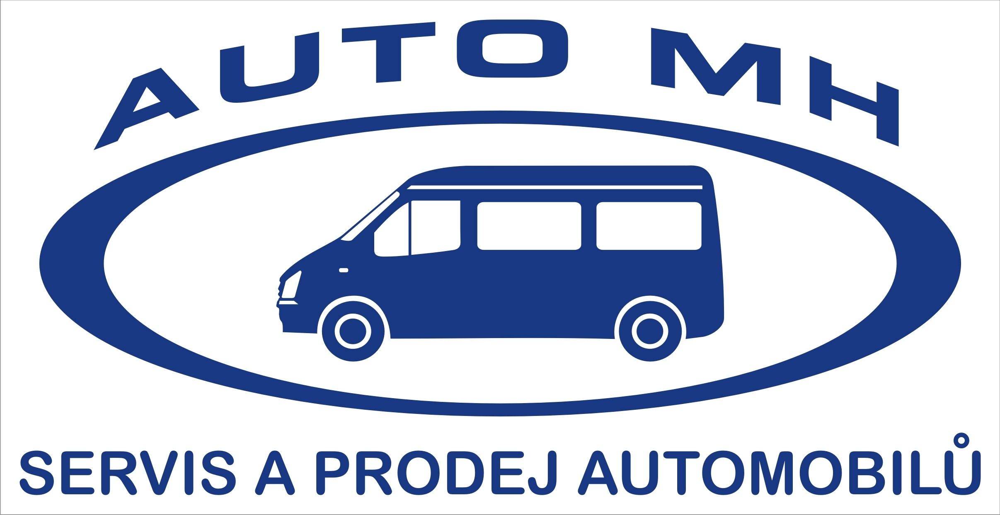 AUTO MH
SERVIS A PRODEJ AUTOMOBILŮ